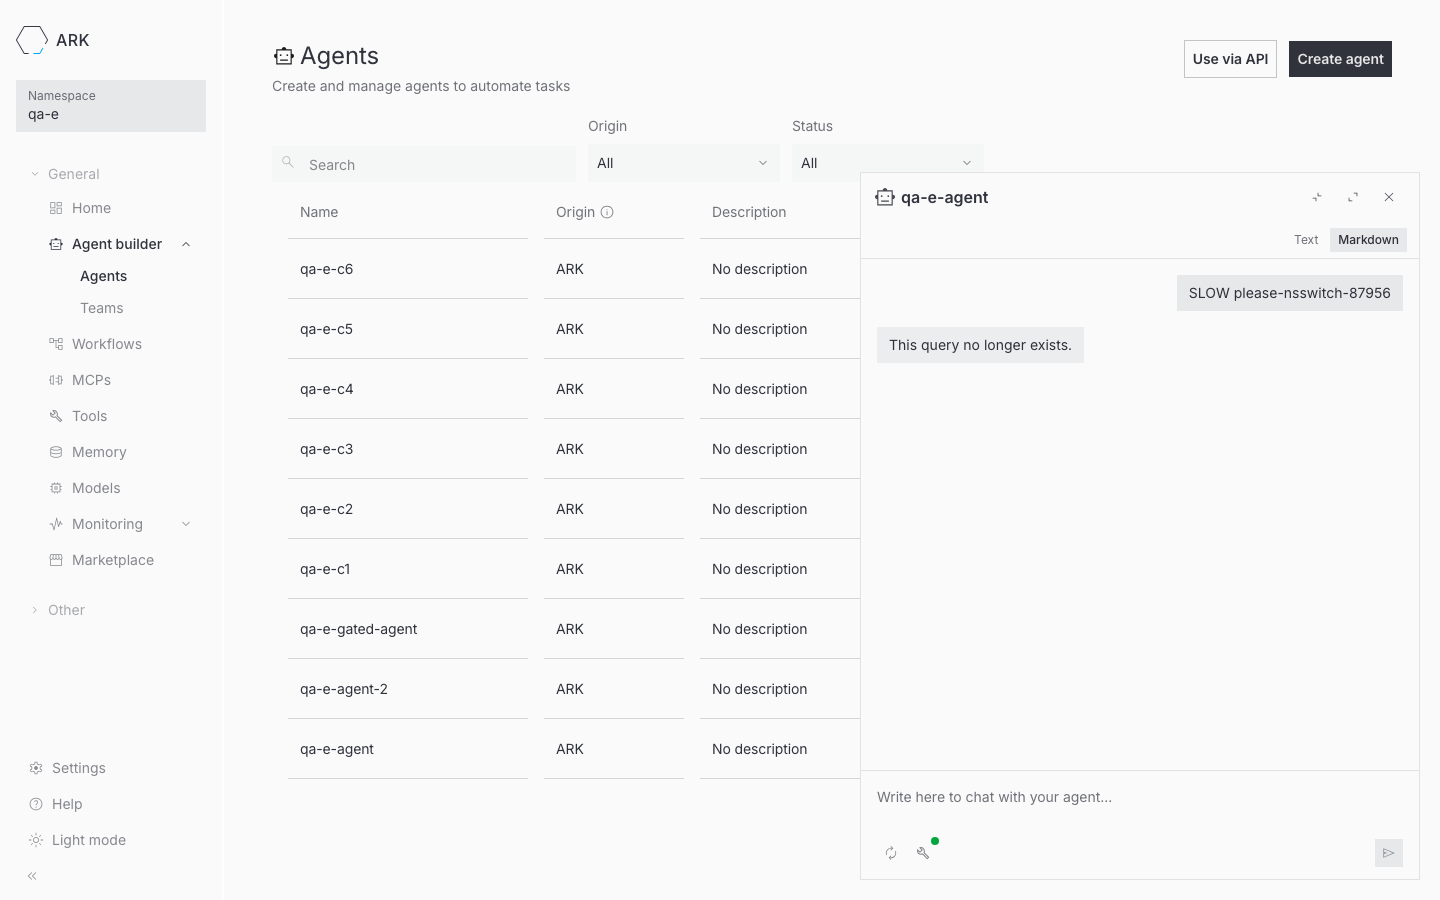 ARK
Namespace
qa-e
General
Home
Agent builder
Agents
Teams
Workflows
MCPs
Tools
Memory
Models
Monitoring
Marketplace
Other
Settings
Help
Light mode
Agents
Create and manage agents to automate tasks
Use via API
Create agent
Origin
Status
Search
All
All
Name
Origin
Description
qa-e-c6 ARK No description
qa-e-c5 ARK No description
qa-e-c4 ARK No description
qa-e-c3 ARK No description
qa-e-c2 ARK No description
qa-e-c1 ARK No description
qa-e-gated-agent ARK No description
qa-e-agent-2 ARK No description
qa-e-agent ARK No description
qa-e-agent
Text
Markdown
SLOW please-nsswitch-87956
This query no longer exists.
Write here to chat with your agent...